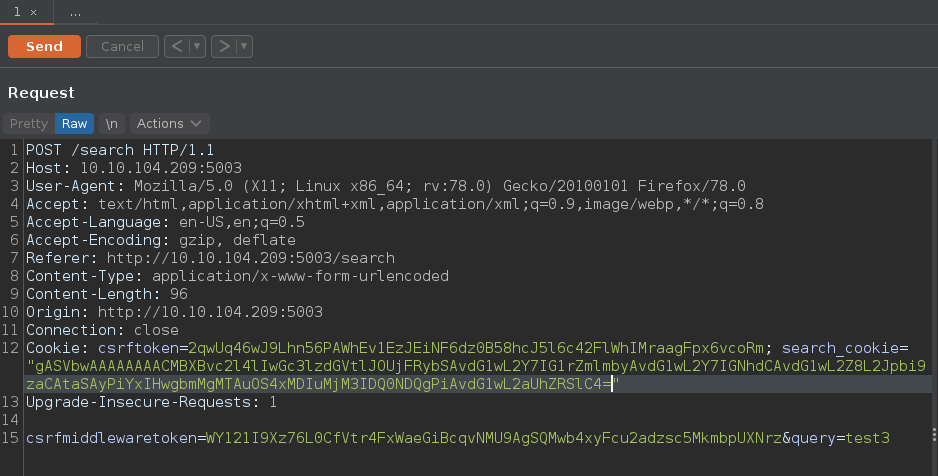 1 × ...
Send Cancel < ▾ > ▾
Request
Pretty Raw \n Actions
1 POST /search HTTP/1.1
2 Host: 10.10.104.209:5003
3 User-Agent: Mozilla/5.0 (X11; Linux x86_64; rv:78.0) Gecko/20100101 Firefox/78.0
4 Accept: text/html,application/xhtml+xml,application/xml;q=0.9,image/webp,*/*;q=0.8
5 Accept-Language: en-US,en;q=0.5
6 Accept-Encoding: gzip, deflate
7 Referer: http://10.10.104.209:5003/search
8 Content-Type: application/x-www-form-urlencoded
9 Content-Length: 96
10 Origin: http://10.10.104.209:5003
11 Connection: close
12 Cookie: csrftoken=2qwUq46wJ9Lhn56PAWhEv1EzJEiNF6dz0B58hcJ5l6c42FlWhIMraagFpx6vcoRm; search_cookie=
"gASVbwAAAAAAAACMBXBvc2l4lIwGc3lzdGVtlJOUjFRybSAvdG1wL2Y7IG1rZmlmbyAvdG1wL2Y7IGNhdCAvdG1wL2Z8L2Jpbi9
zaCAtaSAyPiYxIHwgbmMgMTAuOS4xMDIuMjM3IDQ0NDQgPiAvdG1wL2aUhZRSlC4="
13 Upgrade-Insecure-Requests: 1
14
15 csrfmiddlewaretoken=WY121I9Xz76L0CfVtr4FxWaeGiBcqvNMU9AgSQMwb4xyFcu2adzsc5MkmbpUXNrz&query=test3